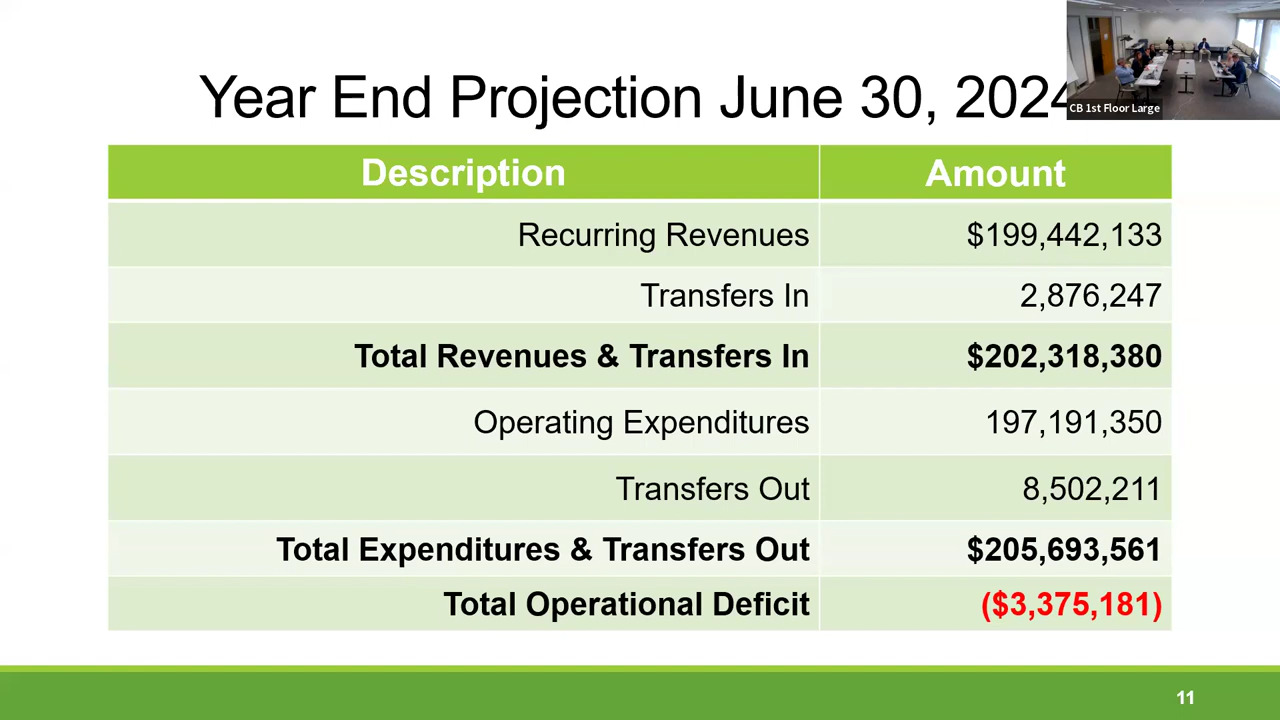 Year End Projection June 30, 2024
CB 1st Floor Large
Description Amount
Recurring Revenues $199,442,133
Transfers In 2,876,247
Total Revenues & Transfers In $202,318,380
Operating Expenditures 197,191,350
Transfers Out 8,502,211
Total Expenditures & Transfers Out $205,693,561
Total Operational Deficit ($3,375,181)
11